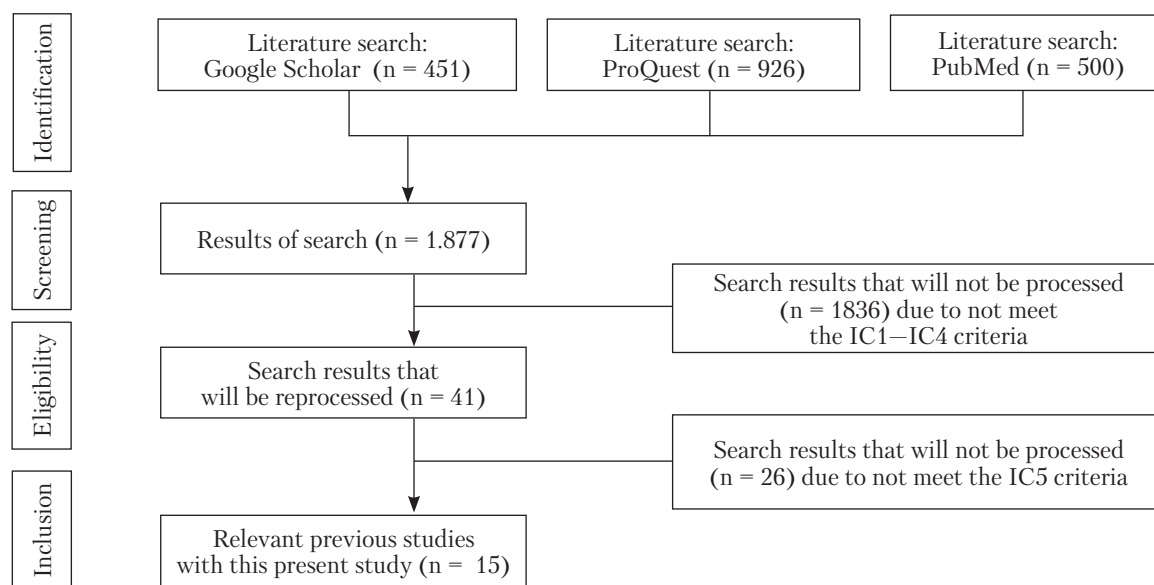 Identification
Literature search:
Google Scholar (n = 451)
Literature search:
ProQuest (n = 926)
Literature search:
PubMed (n = 500)
Screening
Results of search (n = 1.877)
Search results that will not be processed
(n = 1836) due to not meet
the IC1—IC4 criteria
Eligibility
Search results that
will be reprocessed (n = 41)
Search results that will not be processed
(n = 26) due to not meet the IC5 criteria
Inclusion
Relevant previous studies
with this present study (n = 15)